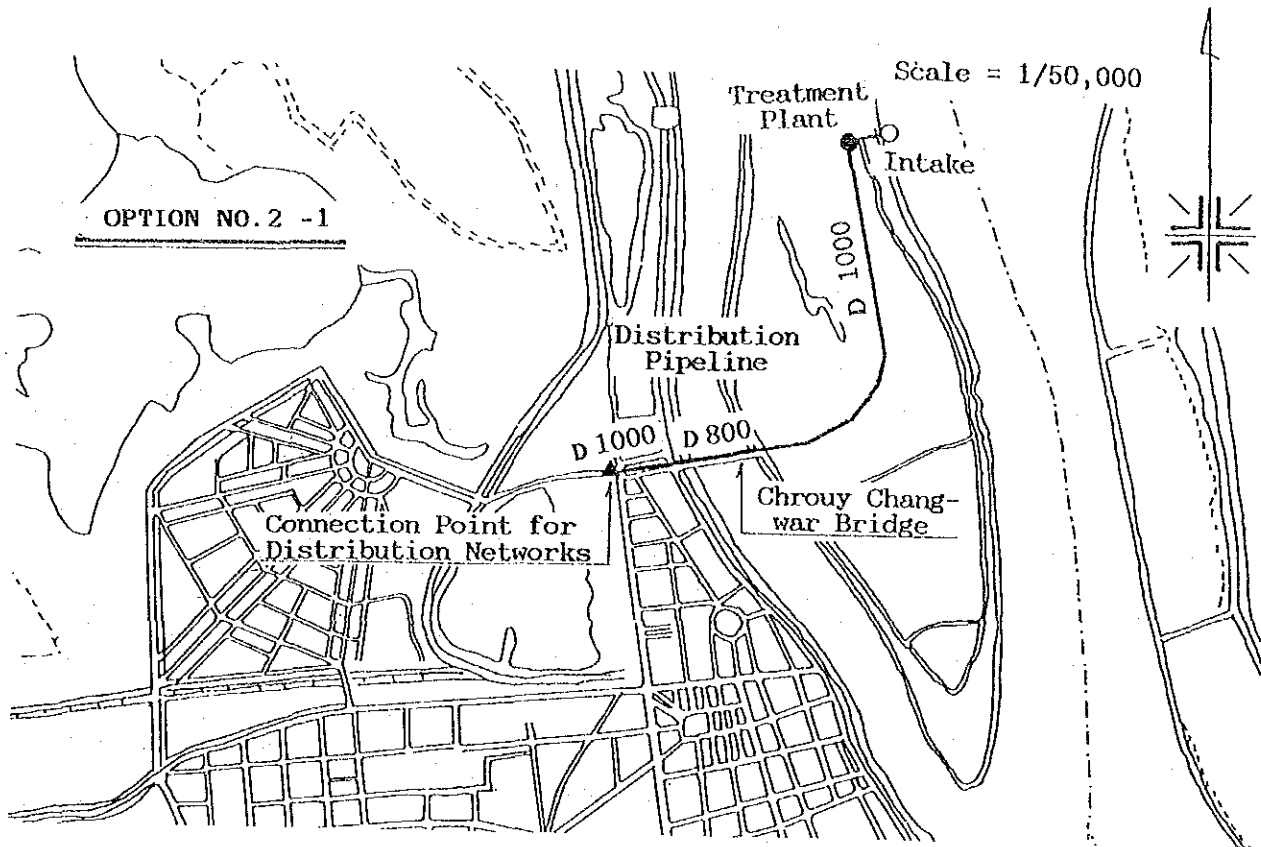 Scale = 1/50,000
Treatment
Plant
Intake
OPTION NO.2 -1
D 1000
Distribution
Pipeline
D 1000
D 800
Connection Point for
Distribution Networks
Chrouy Chang-
war Bridge